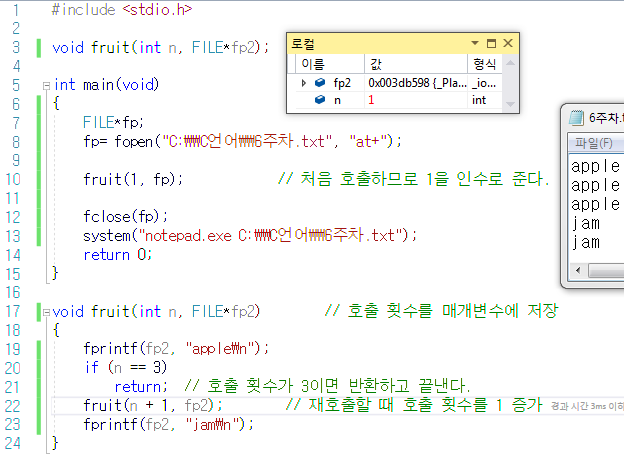 1 #include <stdio.h>
2
3 void fruit(int n, FILE*fp2);
4
5 int main(void)
6 {
7 FILE*fp;
8 fp= fopen("C:₩₩C언어₩₩6주차.txt", "at+");
9
10 fruit(1, fp); // 처음 호출하므로 1을 인수로 준다.
11
12 fclose(fp);
13 system("notepad.exe C:₩₩C언어₩₩6주차.txt");
14 return 0;
15 }
16
17 void fruit(int n, FILE*fp2) // 호출 횟수를 매개변수에 저장
18 {
19 fprintf(fp2, "apple₩n");
20 if (n == 3)
21 return; // 호출 횟수가 3이면 반환하고 끝낸다.
22 fruit(n + 1, fp2); // 재호출할 때 호출 횟수를 1 증가 경과 시간 3ms 이하
23 fprintf(fp2, "jam₩n");
24 }
로컬
이름 값 형식
fp2 0x003db598 {_Pla... _io...
n 1 int
6주차.t
파일(F)
apple
apple
apple
jam
jam